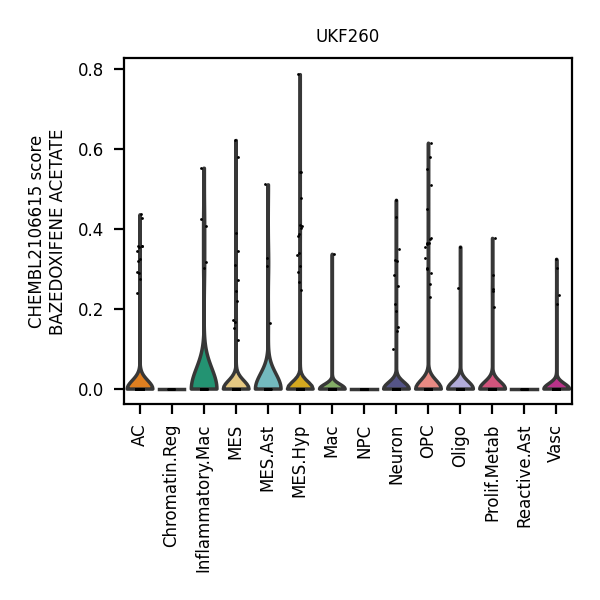 UKF260
CHEMBL2106615 score
BAZEDOXIFENE ACETATE
0.8
0.6
0.4
0.2
0.0
AC
Chromatin.Reg
Inflammatory.Mac
MES
MES.Ast
MES.Hyp
Mac
NPC
Neuron
OPC
Oligo
Prolif.Metab
Reactive.Ast
Vasc